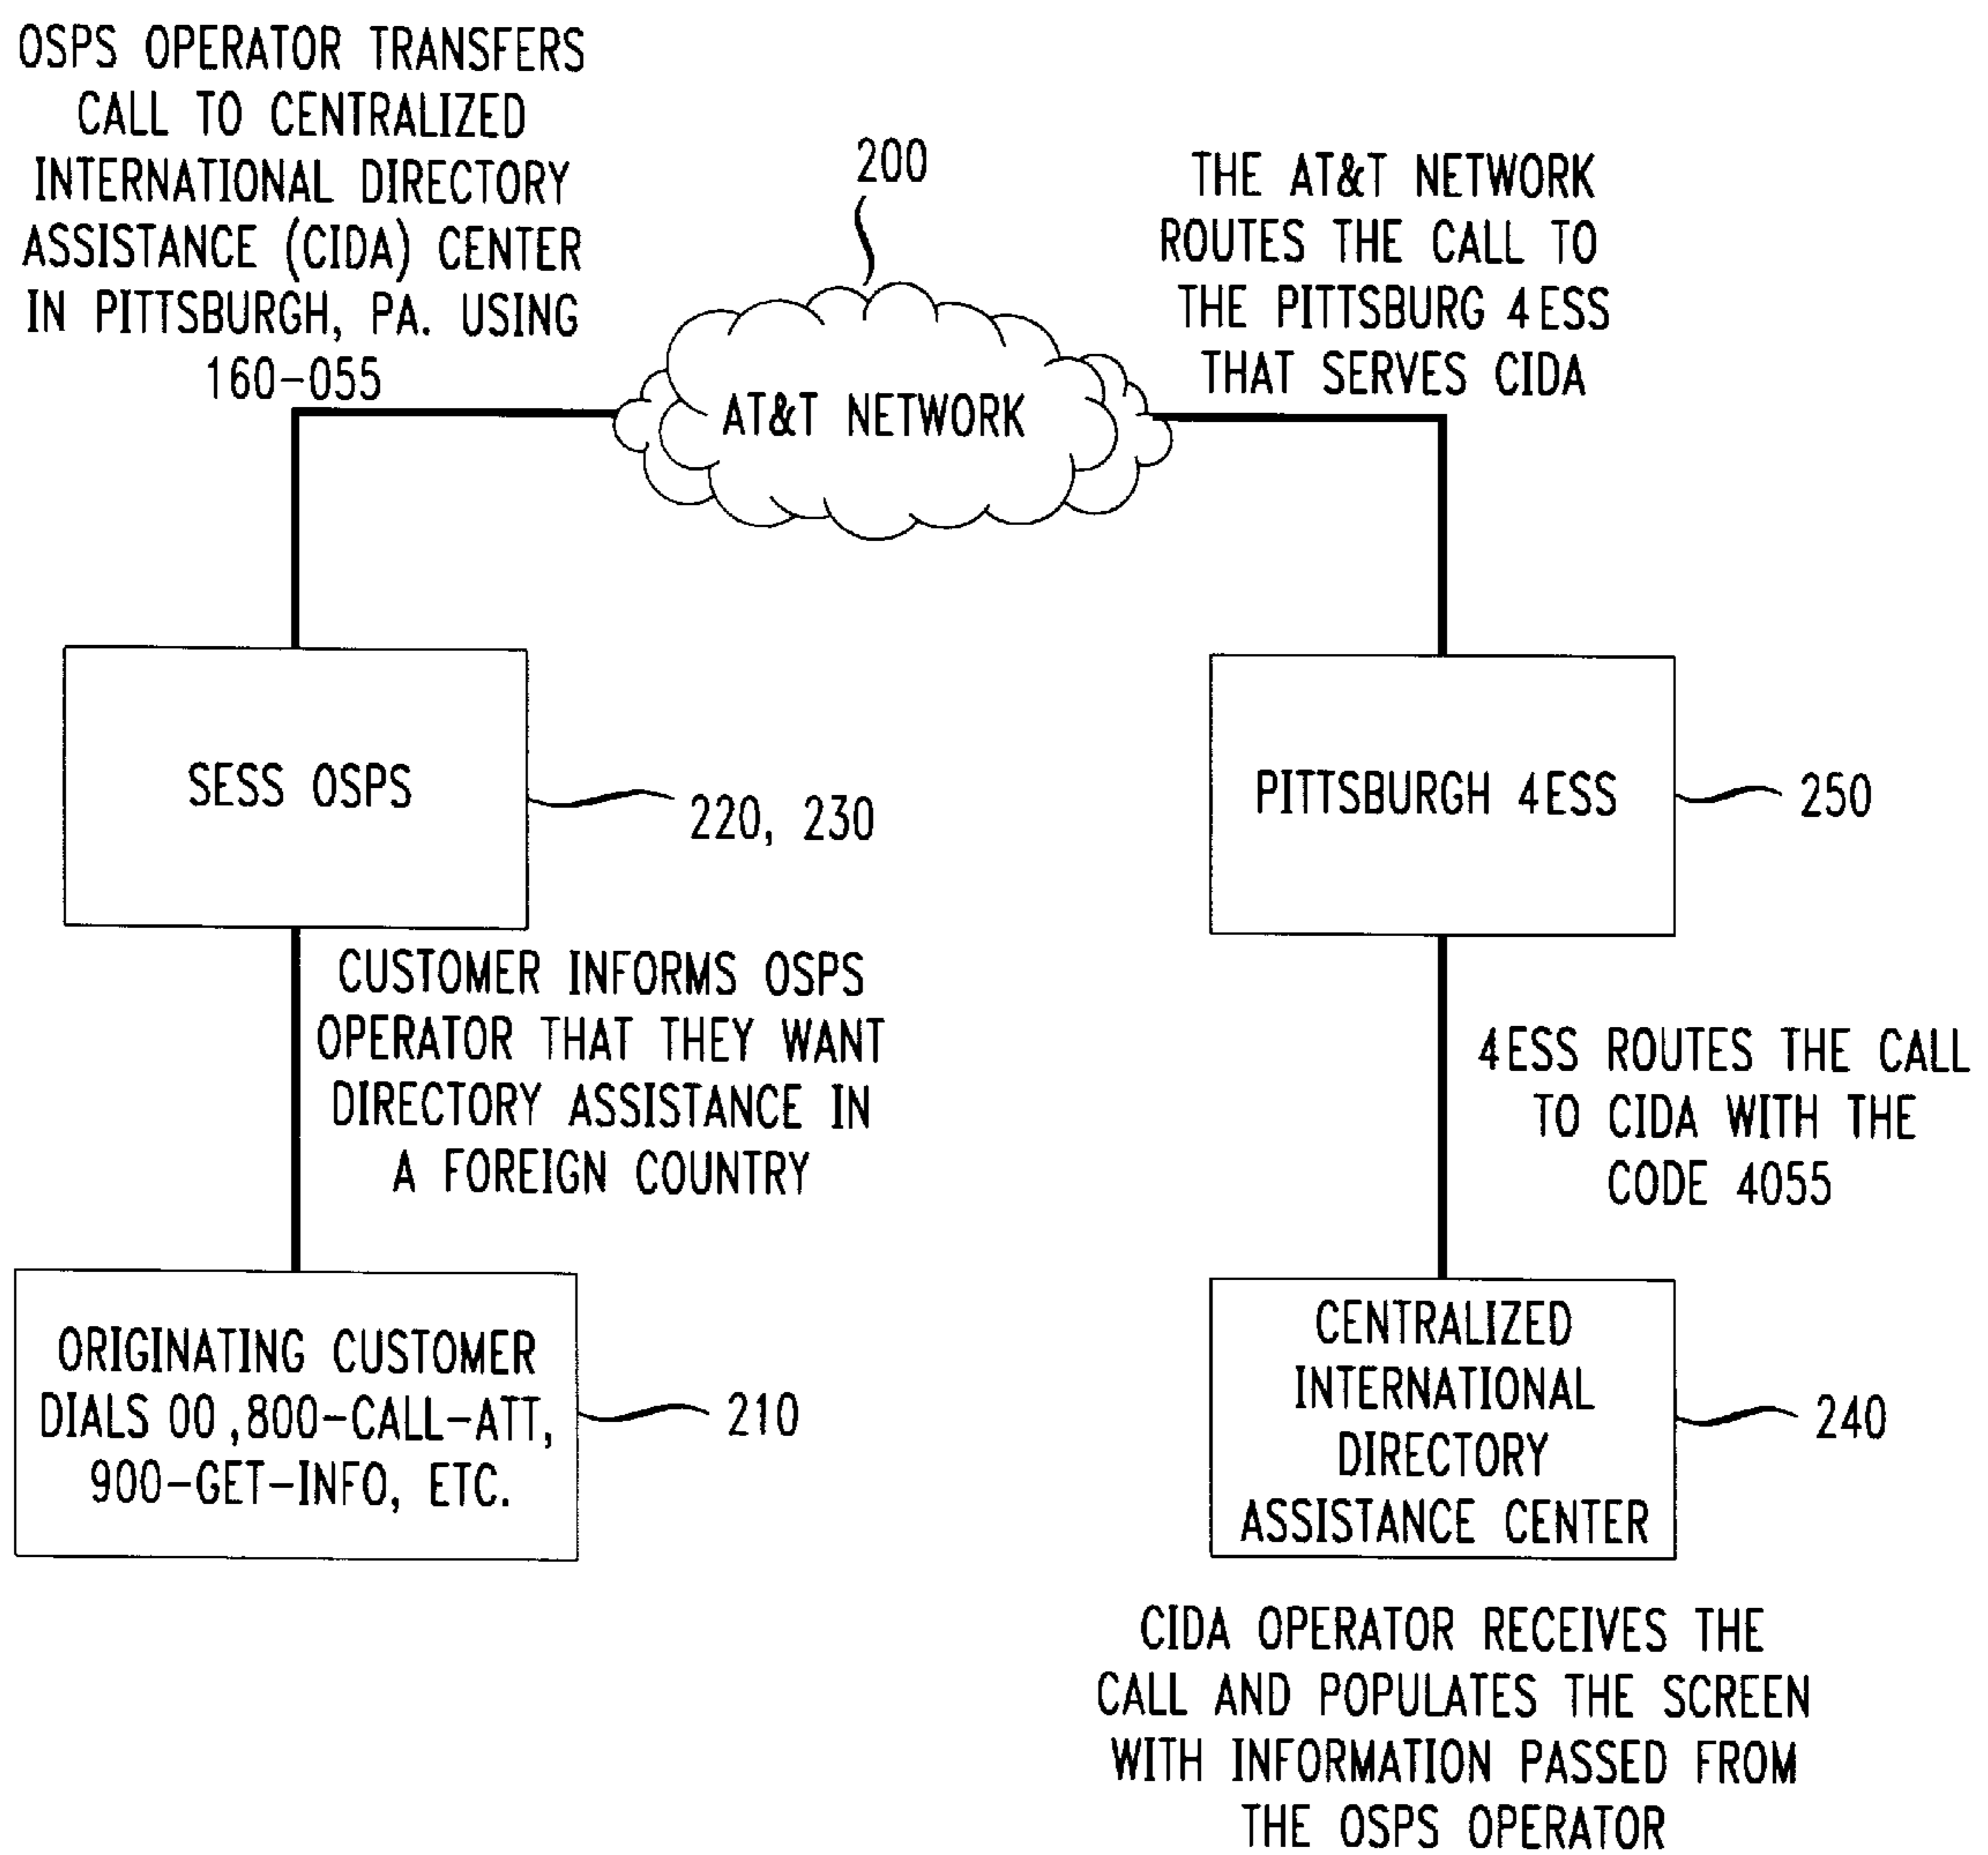 OSPS OPERATOR TRANSFERS
CALL TO CENTRALIZED
INTERNATIONAL DIRECTORY
ASSISTANCE (CIDA) CENTER
IN PITTSBURGH, PA. USING
160-055
200
THE AT&T NETWORK
ROUTES THE CALL TO
THE PITTSBURG 4ESS
THAT SERVES CIDA
AT&T NETWORK
SESS OSPS
220, 230
PITTSBURGH 4ESS
250
CUSTOMER INFORMS OSPS
OPERATOR THAT THEY WANT
DIRECTORY ASSISTANCE IN
A FOREIGN COUNTRY
4ESS ROUTES THE CALL
TO CIDA WITH THE
CODE 4055
ORIGINATING CUSTOMER
DIALS 00 ,800-CALL-ATT,
900-GET-INFO, ETC.
210
CENTRALIZED
INTERNATIONAL
DIRECTORY
ASSISTANCE CENTER
240
CIDA OPERATOR RECEIVES THE
CALL AND POPULATES THE SCREEN
WITH INFORMATION PASSED FROM
THE OSPS OPERATOR